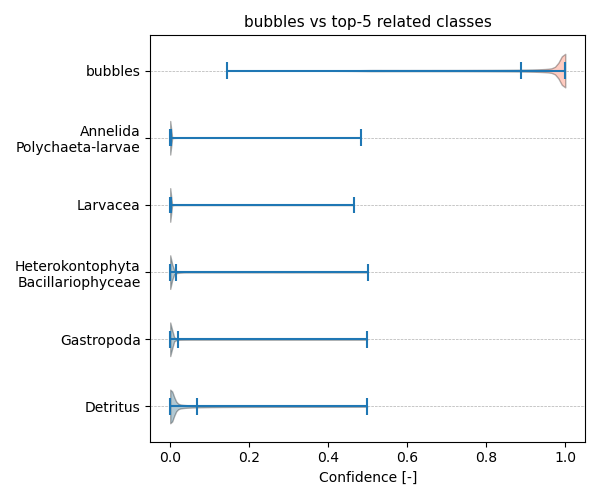 bubbles vs top-5 related classes
bubbles
Annelida
Polychaeta-larvae
Larvacea
Heterokontophyta
Bacillariophyceae
Gastropoda
Detritus
0.0 0.2 0.4 0.6 0.8 1.0
Confidence [-]